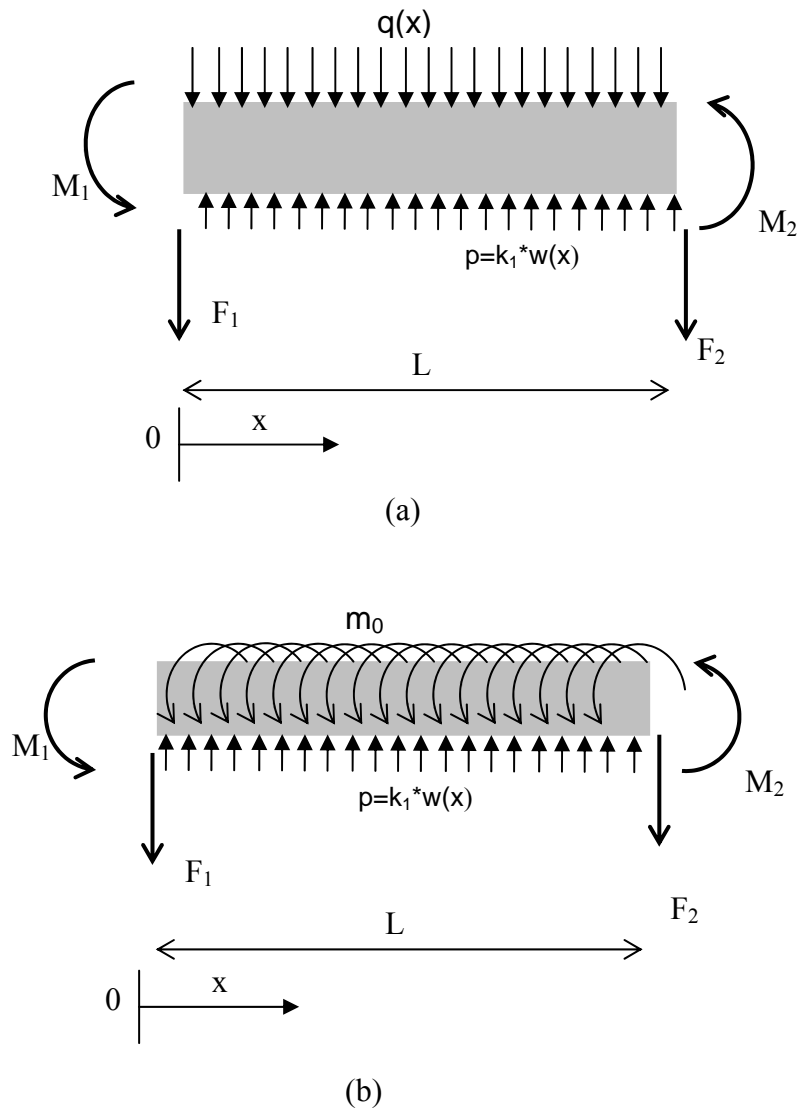 q(x)
M₁
M₂
p=k₁*w(x)
F₁
F₂
L
0
x
(a)
m₀
M₁
M₂
p=k₁*w(x)
F₁
F₂
L
0
x
(b)